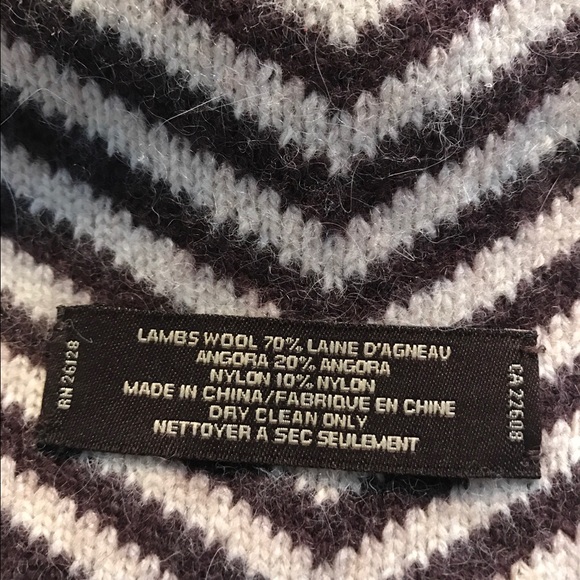 RN 26128
LAMBS WOOL 70% LAINE D'AGNEAU
ANGORA 20% ANGORA
NYLON 10% NYLON
MADE IN CHINA/FABRIQUE EN CHINE
DRY CLEAN ONLY
NETTOYER A SEC SEULEMENT
CA 27608